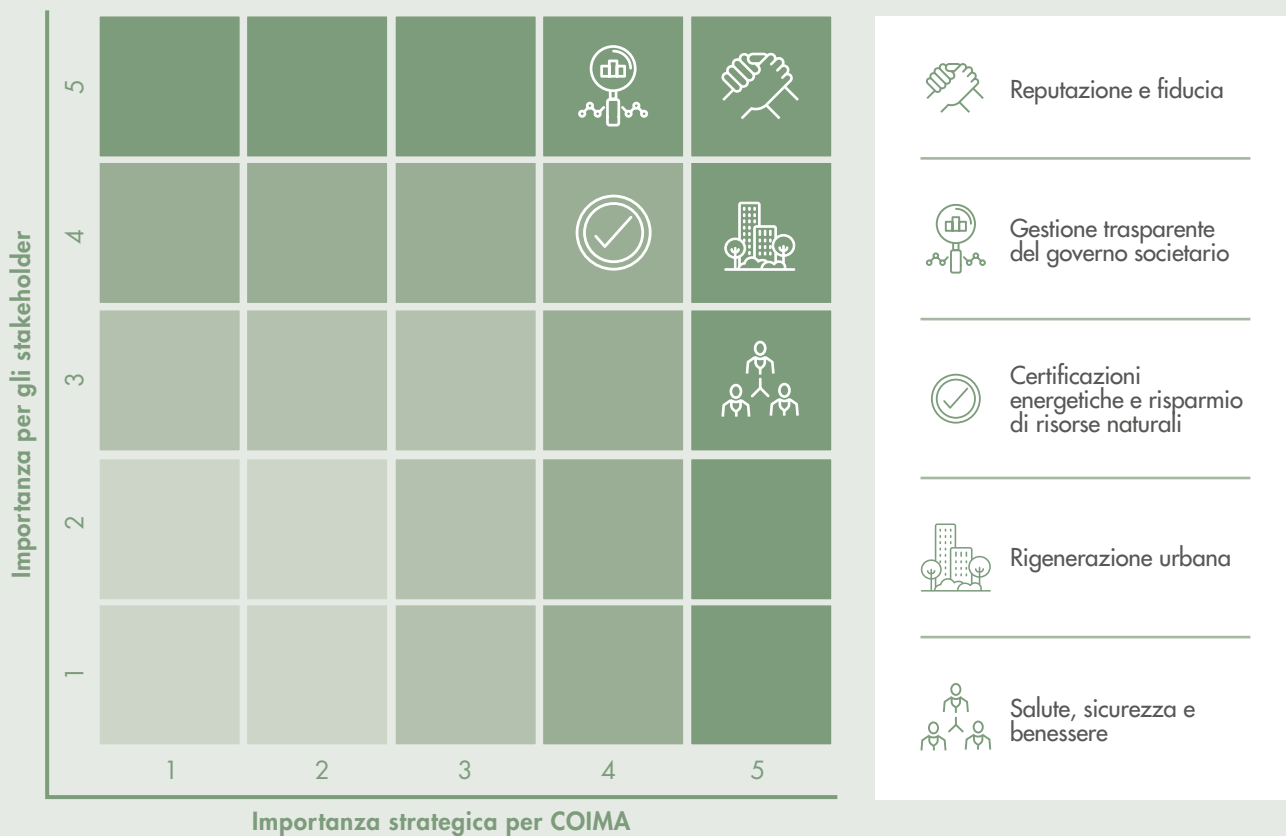 Importanza per gli stakeholder
5
4
3
2
1
1
2
3
4
5
Importanza strategica per COIMA
Reputazione e fiducia
Gestione trasparente
del governo societario
Certificazioni
energetiche e risparmio
di risorse naturali
Rigenerazione urbana
Salute, sicurezza e
benessere